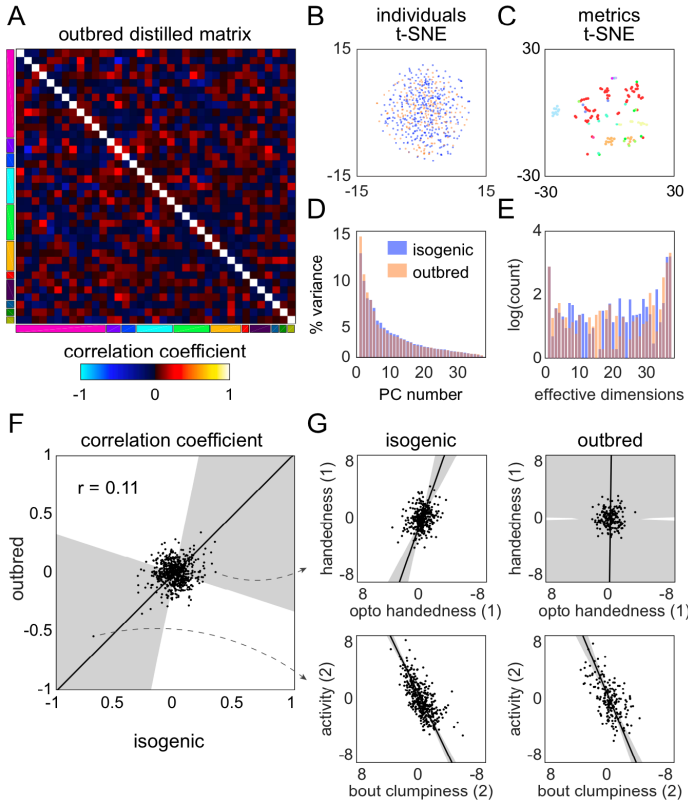 A
outbred distilled matrix
correlation coefficient
-1 0 1
B
individuals
t-SNE
15
-15
-15 15
C
metrics
t-SNE
30
-30
-30 30
D
isogenic
outbred
% variance
15
10
5
0
0 10 20 30
PC number
E
log(count)
4
2
0
0 10 20 30
effective dimensions
F
correlation coefficient
r = 0.11
outbred
1
0.5
0
-0.5
-1
-1 0.5 0 0.5 1
isogenic
G
isogenic
handedness (1)
8
0
-8
8 0 -8
opto handedness (1)
outbred
handedness (1)
8
0
-8
8 0 -8
opto handedness (1)
activity (2)
8
0
-8
8 0 -8
bout clumpiness (2)
activity (2)
8
0
-8
8 0 -8
bout clumpiness (2)